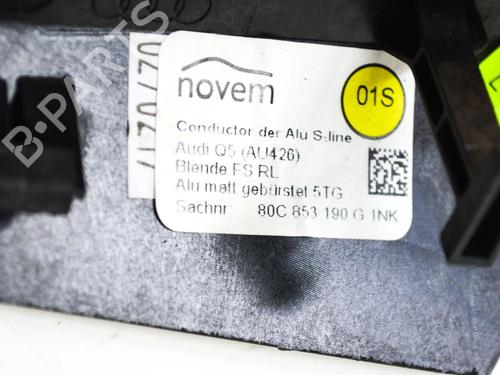 novem
01S
Conductor der Alu S-line
Audi Q5 (AU426)
Blende FS RL
Alu matt gebürstet 5TG
Sachnr: 80C 853 190 G 1NK
B-PARTS